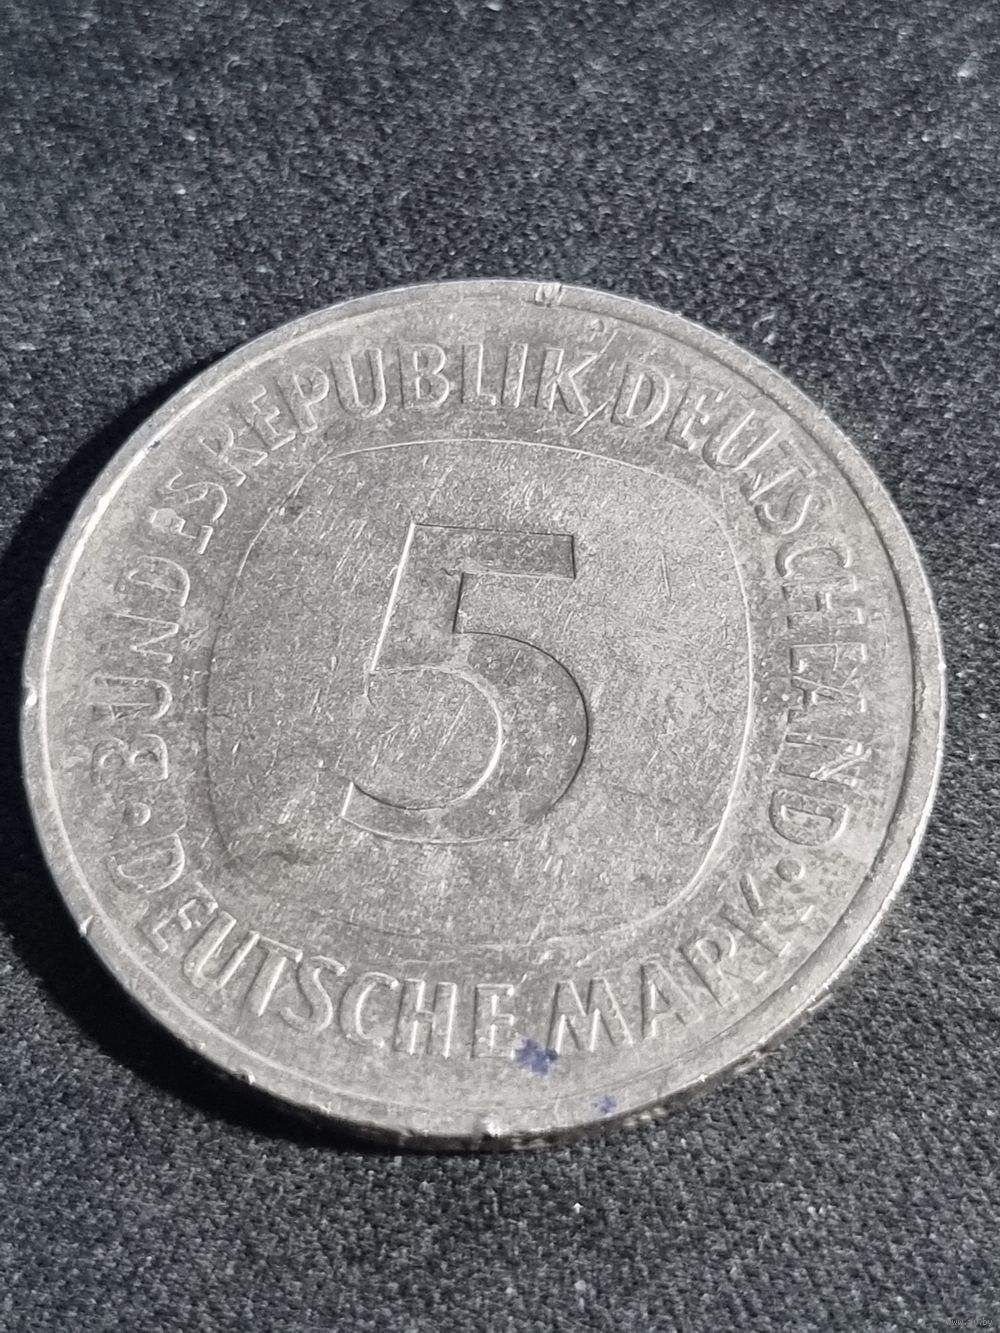 BUNDESREPUBLIK DEUTSCHLAND
5
DEUTSCHE MARK